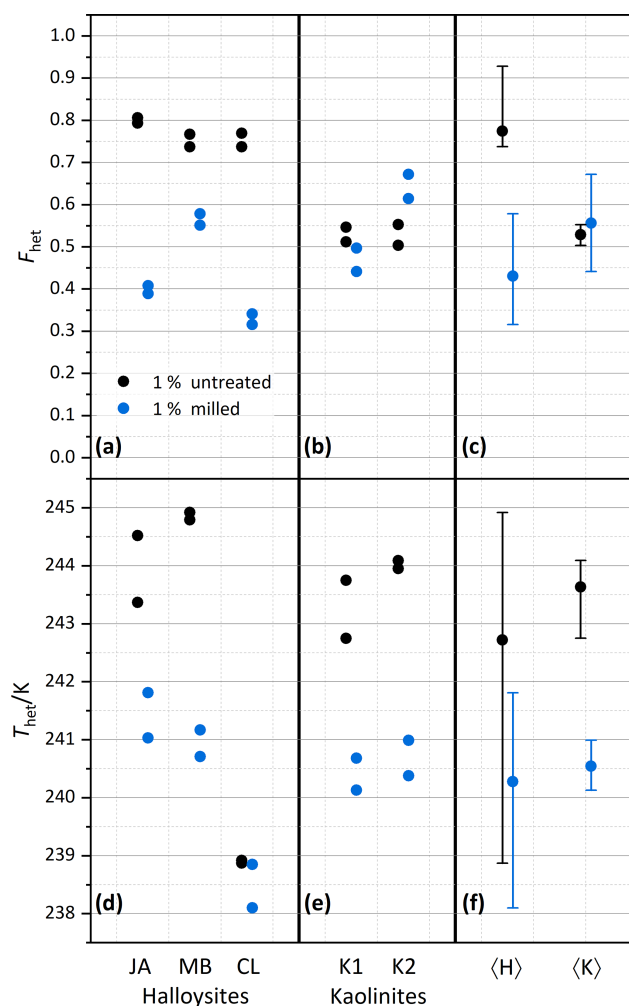 1.0
0.9
0.8
0.7
0.6
0.5
0.4
0.3
0.2
0.1
0.0
F_het
1 % untreated
1 % milled
(a) (b) (c)
245
244
243
242
241
240
239
238
T_het/K
(d) (e) (f)
JA MB CL K1 K2 ⟨H⟩ ⟨K⟩
Halloysites Kaolinites